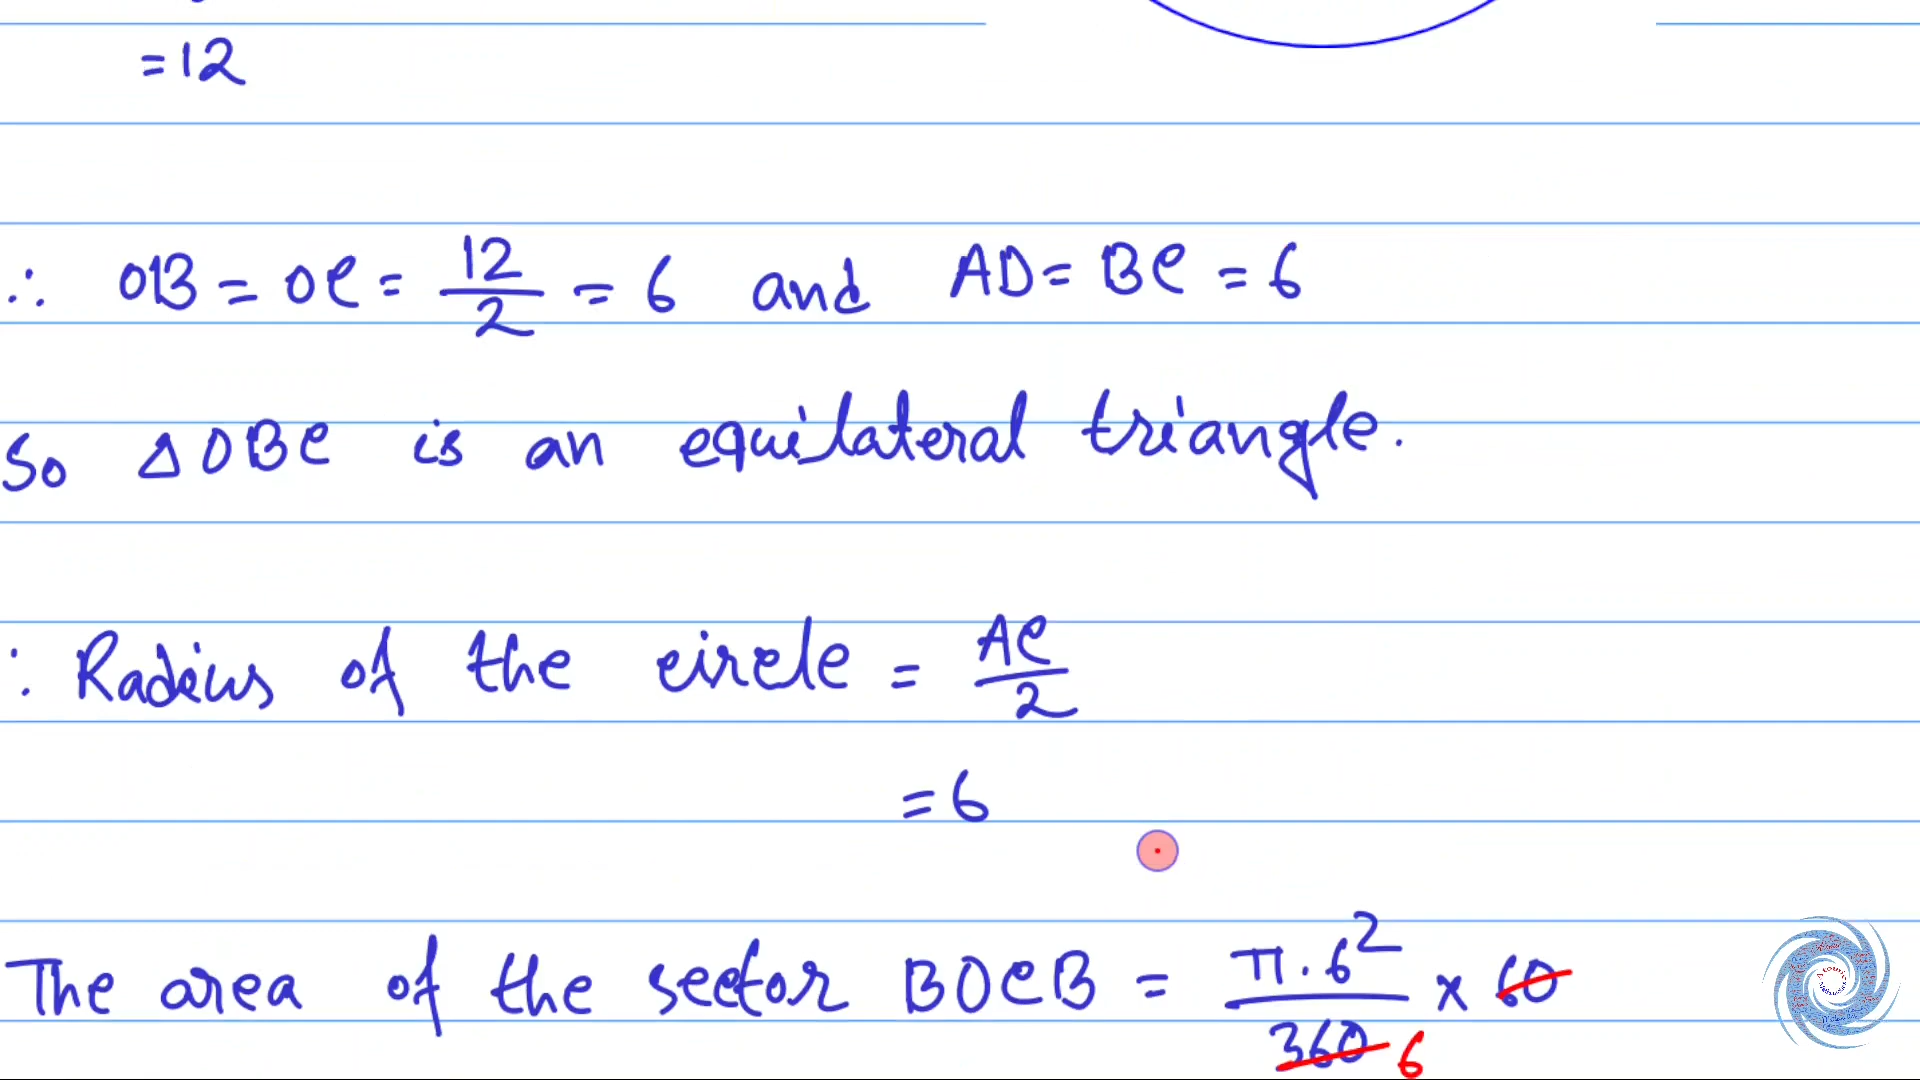 =12
∴ OB = OC = 12/2 = 6 and AD = BC = 6
So △OBC is an equilateral triangle.
∵ Radius of the circle = AC/2
= 6
The area of the sector BOCB = π·6²/360 × 60
6